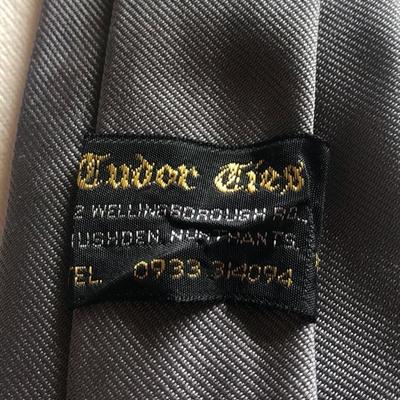 Tudor Ties
2 WELLINGBOROUGH RD.,
USHDEN, NORTHANTS.
TEL. 0933 314094